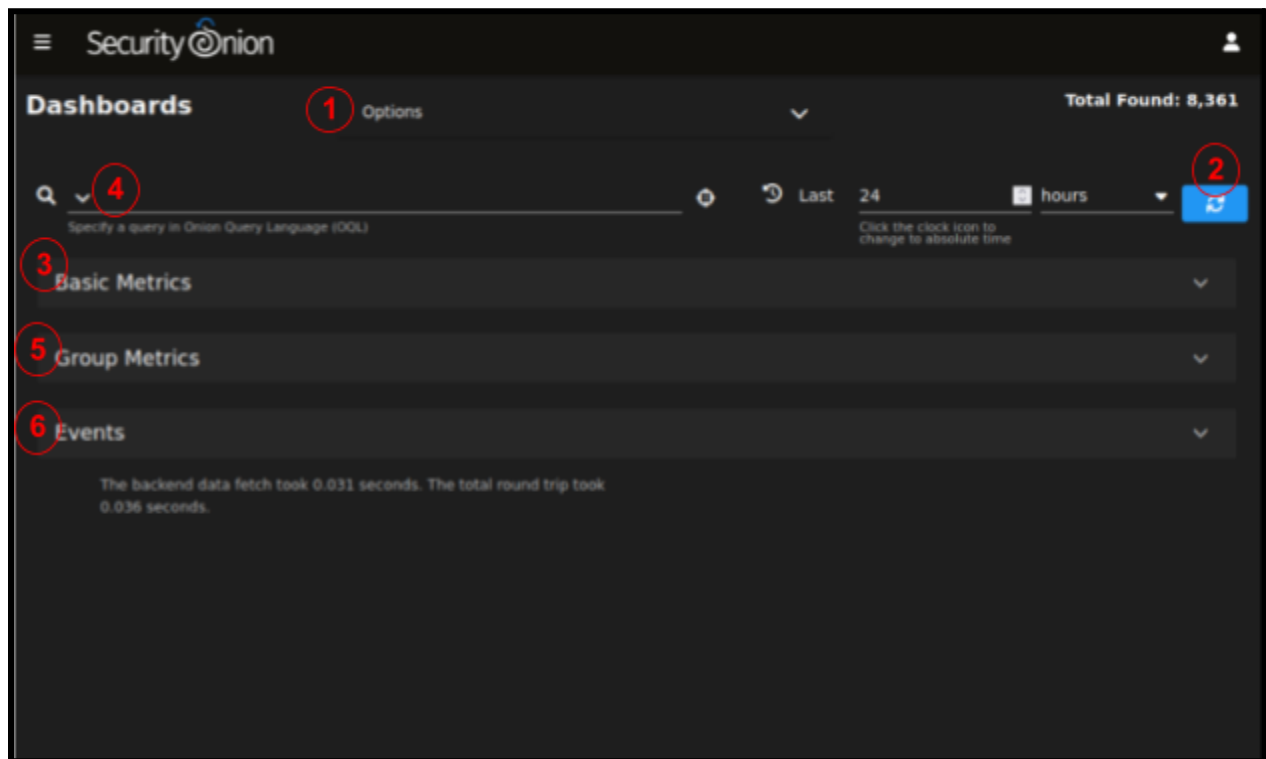 Security Onion
Dashboards
1
Options
Total Found: 8,361
4
Last
24
hours
2
Specify a query in Onion Query Language (OQL)
Click the clock icon to
change to absolute time
3
Basic Metrics
5
Group Metrics
6
Events
The backend data fetch took 0.031 seconds. The total round trip took
0.036 seconds.